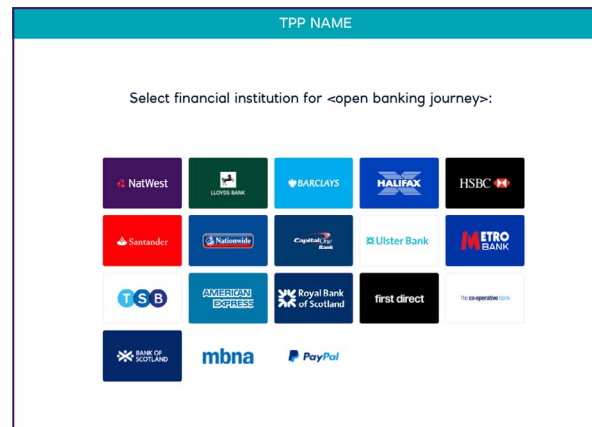 TPP NAME
Select financial institution for <open banking journey>:
NatWest
LLOYDS BANK
BARCLAYS
HALIFAX
HSBC
Santander
Nationwide
Capital One
Bank
Ulster Bank
METRO
BANK
TSB
AMERICAN
EXPRESS
Royal Bank
of Scotland
first direct
the co-operative bank
BANK OF
SCOTLAND
mbna
PayPal